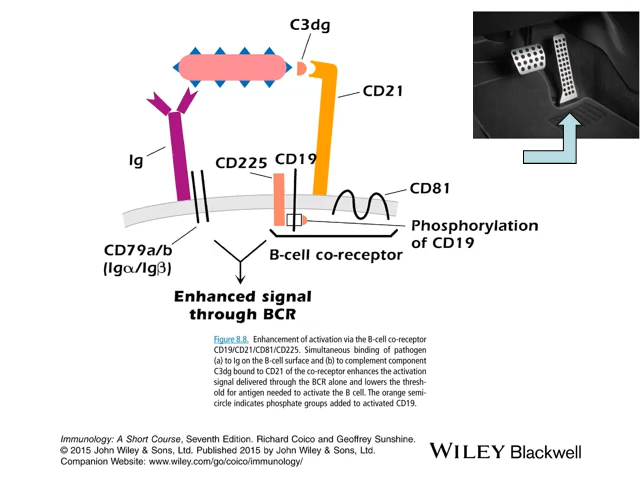 C3dg
CD21
Ig
CD225
CD19
CD81
Phosphorylation
of CD19
CD79a/b
(Igα/Igβ)
B-cell co-receptor
Enhanced signal
through BCR
Figure 8.8. Enhancement of activation via the B-cell co-receptor
CD19/CD21/CD81/CD225. Simultaneous binding of pathogen
(a) to Ig on the B-cell surface and (b) to complement component
C3dg bound to CD21 of the co-receptor enhances the activation
signal delivered through the BCR alone and lowers the thresh-
old for antigen needed to activate the B cell. The orange semi-
circle indicates phosphate groups added to activated CD19.
Immunology: A Short Course, Seventh Edition. Richard Coico and Geoffrey Sunshine.
© 2015 John Wiley & Sons, Ltd. Published 2015 by John Wiley & Sons, Ltd.
Companion Website: www.wiley.com/go/coico/immunology/
WILEY Blackwell